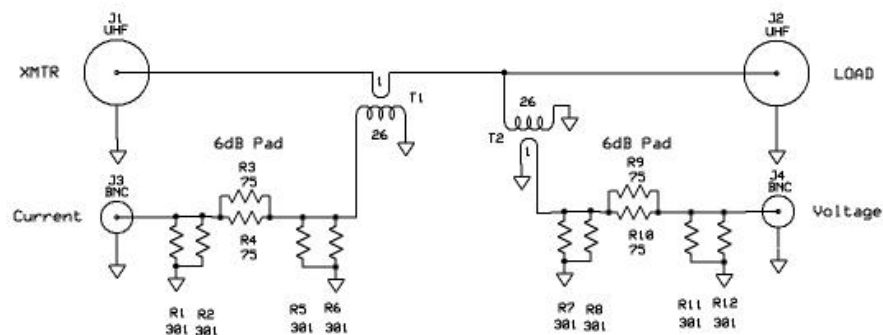 J1
UHF
XMTR
J2
UHF
LOAD
1
T1
26
26
T2
1
6dB Pad
R3
75
R4
75
6dB Pad
R9
75
R10
75
J3
BNC
Current
J4
BNC
Voltage
R1
301
R2
301
R5
301
R6
301
R7
301
R8
301
R11
301
R12
301